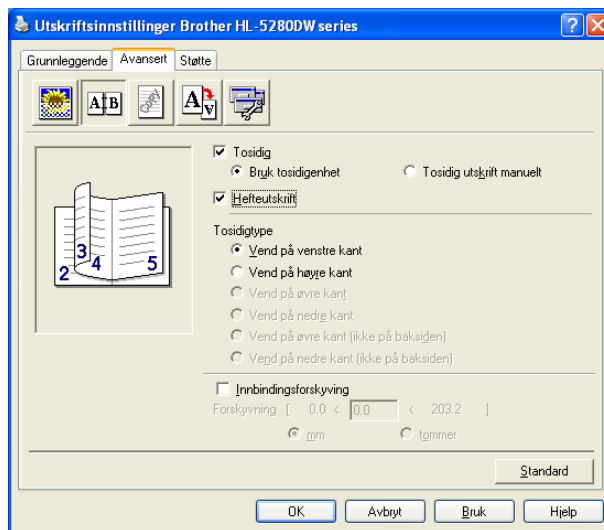 Utskriftsinnstillinger Brother HL-5280DW series
Grunnleggende Avansert Støtte
A B copy A A
Tosidig
Bruk tosidigenhet Tosidig utskrift manuelt
Hefteutskrift
2 3 4 5
Tosidigtype
Vend på venstre kant
Vend på høyre kant
Vend på øvre kant
Vend på nedre kant
Vend på øvre kant (ikke på baksiden)
Vend på nedre kant (ikke på baksiden)
Innbindingsforskyving
Forskyvning [ 0.0 < 0.0 < 203.2 ]
mm tommer
Standard
OK Avbryt Bruk Hjelp